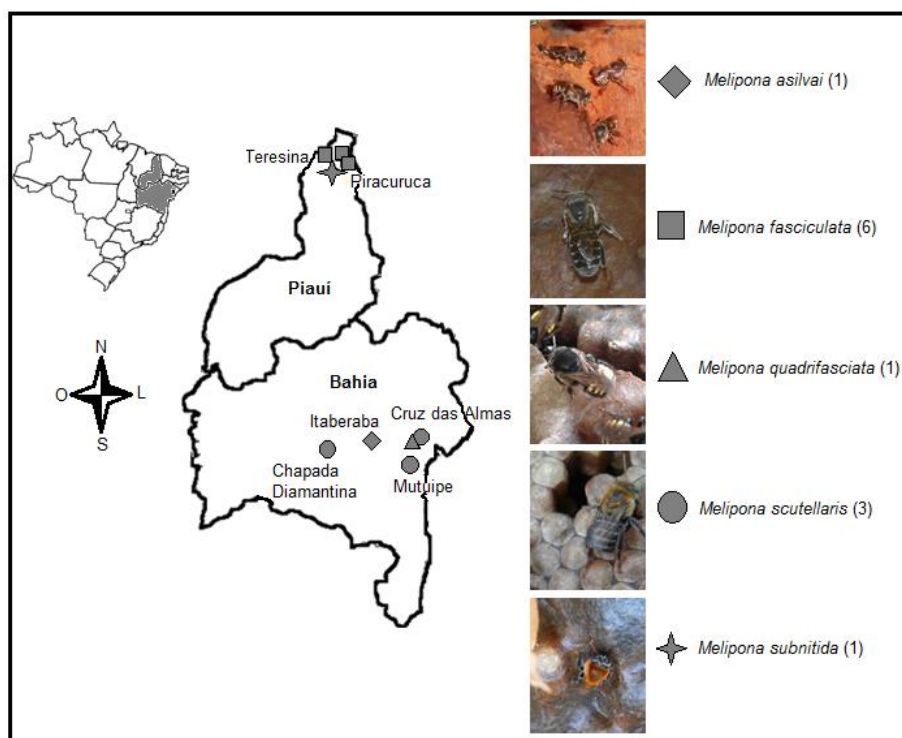 Teresina
Piracuruca
Piauí
Bahia
Itaberaba
Cruz das Almas
Chapada
Diamantina
Mutuipe
N
O
L
S
Melipona asilvai (1)
Melipona fasciculata (6)
Melipona quadrifasciata (1)
Melipona scutellaris (3)
Melipona subnitida (1)